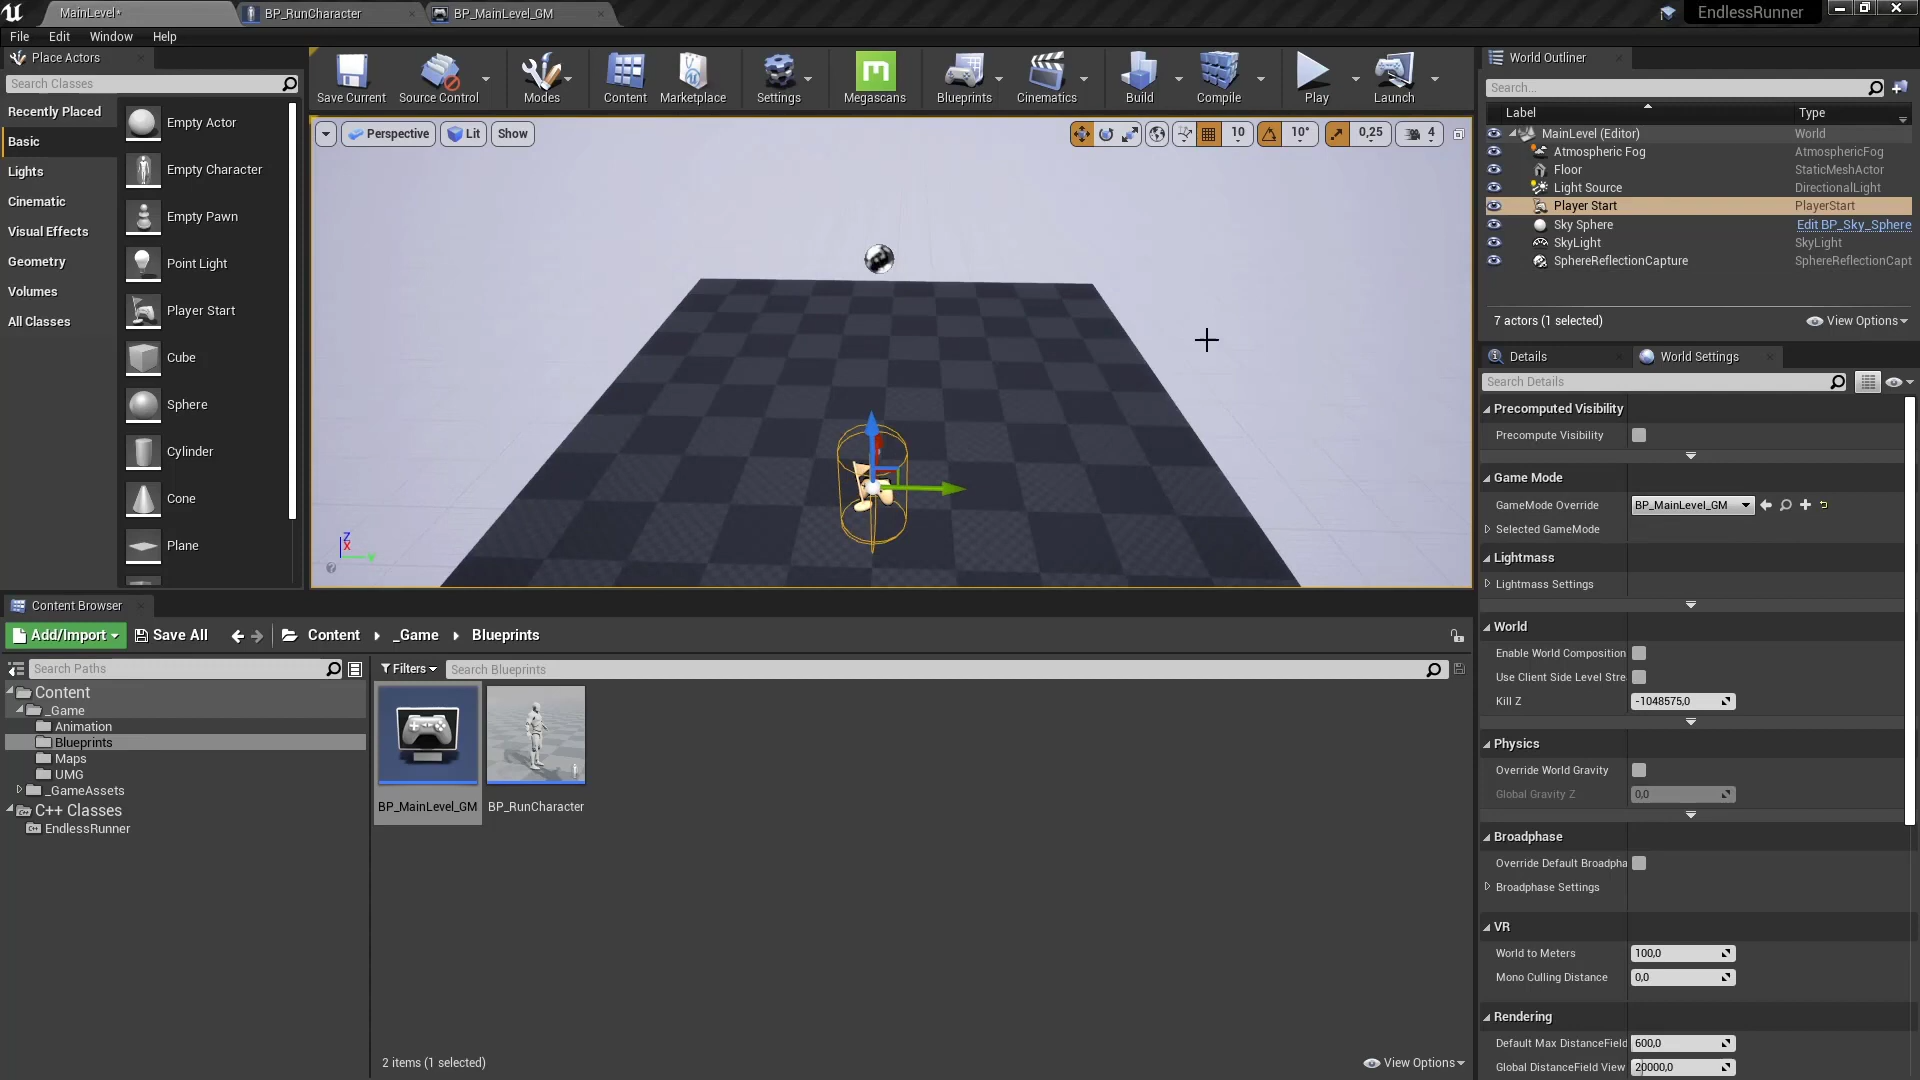 MainLevel*
BP_RunCharacter
BP_MainLevel_GM
EndlessRunner
File Edit Window Help
Place Actors
Search Classes
Recently Placed
Basic
Lights
Cinematic
Visual Effects
Geometry
Volumes
All Classes
Empty Actor
Empty Character
Empty Pawn
Point Light
Player Start
Cube
Sphere
Cylinder
Cone
Plane
Save Current
Source Control
Modes
Content
Marketplace
Settings
Megascans
Blueprints
Cinematics
Build
Compile
Play
Launch
Perspective
Lit
Show
10
10°
0,25
4
Z
X
Y
World Outliner
Search...
Label Type
MainLevel (Editor) World
Atmospheric Fog AtmosphericFog
Floor StaticMeshActor
Light Source DirectionalLight
Player Start PlayerStart
Sky Sphere Edit BP_Sky_Sphere
SkyLight SkyLight
SphereReflectionCapture SphereReflectionCapt
7 actors (1 selected)
View Options
Details
World Settings
Search Details
Precomputed Visibility
Precompute Visibility
Game Mode
GameMode Override BP_MainLevel_GM
Selected GameMode
Lightmass
Lightmass Settings
World
Enable World Composition
Use Client Side Level Stre
Kill Z -1048575,0
Physics
Override World Gravity
Global Gravity Z 0,0
Broadphase
Override Default Broadpha
Broadphase Settings
VR
World to Meters 100,0
Mono Culling Distance 0,0
Rendering
Default Max DistanceField 600,0
Global DistanceField View 20000,0
Content Browser
Add/Import
Save All
Content
_Game
Blueprints
Search Paths
Filters
Search Blueprints
Content
_Game
Animation
Blueprints
Maps
UMG
_GameAssets
C++ Classes
EndlessRunner
BP_MainLevel_GM
BP_RunCharacter
2 items (1 selected)
View Options